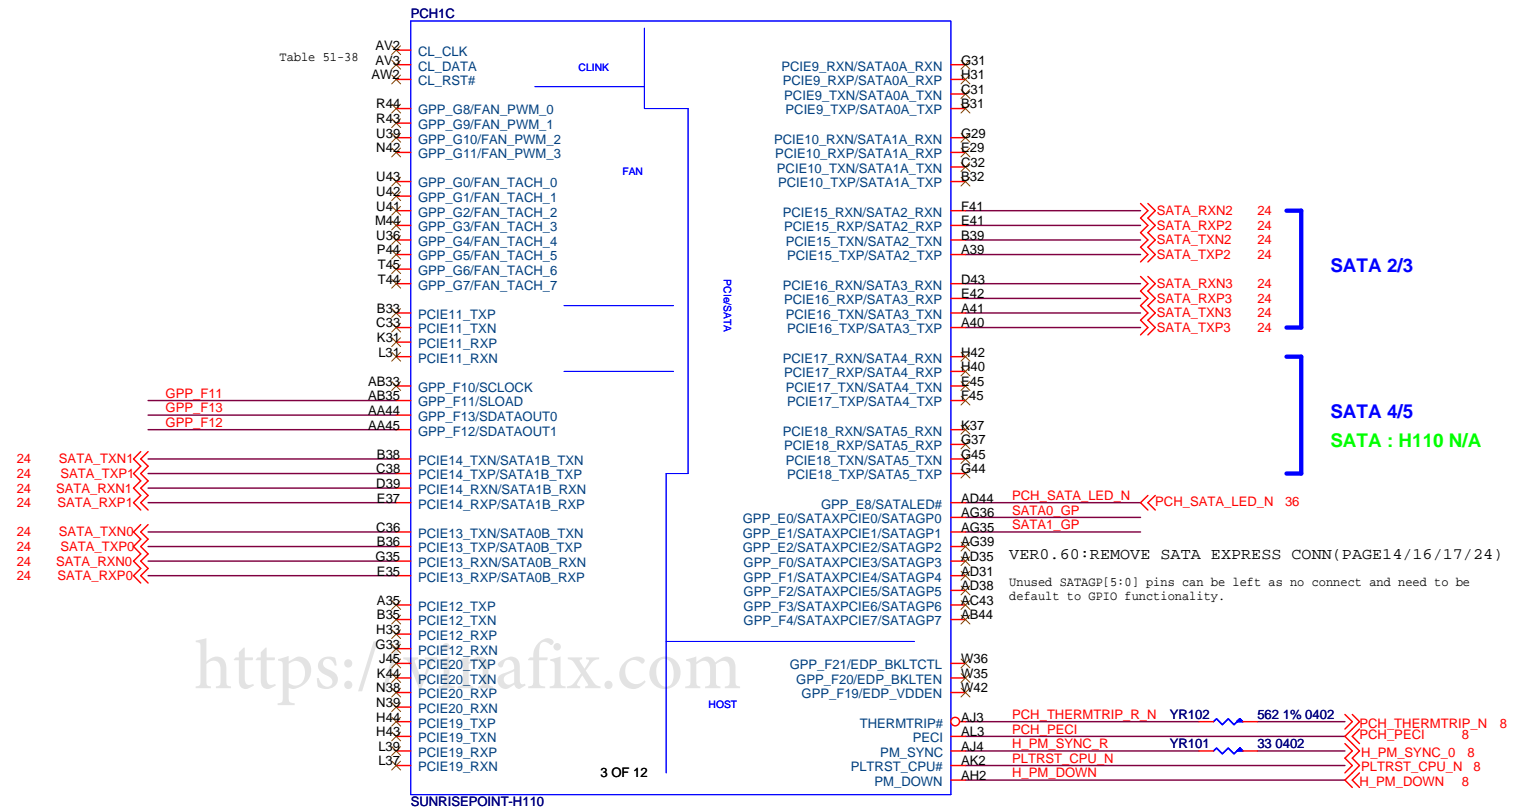 PCH1C
Table 51-38
AV2 CL_CLK
AV3 CL_DATA
AW2 CL_RST#
CLINK
R44 GPP_G8/FAN_PWM_0
R43 GPP_G9/FAN_PWM_1
U39 GPP_G10/FAN_PWM_2
N42 GPP_G11/FAN_PWM_3
FAN
U43 GPP_G0/FAN_TACH_0
U42 GPP_G1/FAN_TACH_1
U41 GPP_G2/FAN_TACH_2
M44 GPP_G3/FAN_TACH_3
U36 GPP_G4/FAN_TACH_4
P44 GPP_G5/FAN_TACH_5
T45 GPP_G6/FAN_TACH_6
T44 GPP_G7/FAN_TACH_7
B33 PCIE11_TXP
C33 PCIE11_TXN
K31 PCIE11_RXP
L31 PCIE11_RXN
AB33 GPP_F10/SCLOCK
GPP_F11 AB35 GPP_F11/SLOAD
GPP_F13 AA44 GPP_F13/SDATAOUT0
GPP_F12 AA45 GPP_F12/SDATAOUT1
24 SATA_TXN1 B38 PCIE14_TXN/SATA1B_TXN
24 SATA_TXP1 C38 PCIE14_TXP/SATA1B_TXP
24 SATA_RXN1 D39 PCIE14_RXN/SATA1B_RXN
24 SATA_RXP1 E37 PCIE14_RXP/SATA1B_RXP
24 SATA_TXN0 C36 PCIE13_TXN/SATA0B_TXN
24 SATA_TXP0 B36 PCIE13_TXP/SATA0B_TXP
24 SATA_RXN0 G35 PCIE13_RXN/SATA0B_RXN
24 SATA_RXP0 E35 PCIE13_RXP/SATA0B_RXP
A35 PCIE12_TXP
B35 PCIE12_TXN
H33 PCIE12_RXP
G33 PCIE12_RXN
J45 PCIE20_TXP
K44 PCIE20_TXN
N38 PCIE20_RXP
N39 PCIE20_RXN
H44 PCIE19_TXP
H43 PCIE19_TXN
L39 PCIE19_RXP
L37 PCIE19_RXN
PCIe/SATA
HOST
3 OF 12
SUNRISEPOINT-H110
PCIE9_RXN/SATA0A_RXN G31
PCIE9_RXP/SATA0A_RXP H31
PCIE9_TXN/SATA0A_TXN C31
PCIE9_TXP/SATA0A_TXP B31
PCIE10_RXN/SATA1A_RXN G29
PCIE10_RXP/SATA1A_RXP E29
PCIE10_TXN/SATA1A_TXN C32
PCIE10_TXP/SATA1A_TXP B32
PCIE15_RXN/SATA2_RXN F41 SATA_RXN2 24
PCIE15_RXP/SATA2_RXP E41 SATA_RXP2 24
PCIE15_TXN/SATA2_TXN B39 SATA_TXN2 24
PCIE15_TXP/SATA2_TXP A39 SATA_TXP2 24
SATA 2/3
PCIE16_RXN/SATA3_RXN D43 SATA_RXN3 24
PCIE16_RXP/SATA3_RXP E42 SATA_RXP3 24
PCIE16_TXN/SATA3_TXN A41 SATA_TXN3 24
PCIE16_TXP/SATA3_TXP A40 SATA_TXP3 24
PCIE17_RXN/SATA4_RXN H42
PCIE17_RXP/SATA4_RXP H40
PCIE17_TXN/SATA4_TXN E45
PCIE17_TXP/SATA4_TXP F45
SATA 4/5
SATA : H110 N/A
PCIE18_RXN/SATA5_RXN K37
PCIE18_RXP/SATA5_RXP G37
PCIE18_TXN/SATA5_TXN G45
PCIE18_TXP/SATA5_TXP G44
GPP_E8/SATALED# AD44 PCH_SATA_LED_N PCH_SATA_LED_N 36
GPP_E0/SATAXPCIE0/SATAGP0 AG36 SATA0_GP
GPP_E1/SATAXPCIE1/SATAGP1 AG35 SATA1_GP
GPP_E2/SATAXPCIE2/SATAGP2 AG39
GPP_F0/SATAXPCIE3/SATAGP3 AD35
GPP_F1/SATAXPCIE4/SATAGP4 AD31
GPP_F2/SATAXPCIE5/SATAGP5 AD38
GPP_F3/SATAXPCIE6/SATAGP6 AC43
GPP_F4/SATAXPCIE7/SATAGP7 AB44
VER0.60:REMOVE SATA EXPRESS CONN(PAGE14/16/17/24)
Unused SATAGP[5:0] pins can be left as no connect and need to be
default to GPIO functionality.
GPP_F21/EDP_BKLTCTL W36
GPP_F20/EDP_BKLTEN W35
GPP_F19/EDP_VDDEN W42
THERMTRIP# AJ3 PCH_THERMTRIP_R_N YR102 562 1% 0402 PCH_THERMTRIP_N 8
PECI AL3 PCH_PECI PCH_PECI 8
PM_SYNC AJ4 H_PM_SYNC_R YR101 33 0402 H_PM_SYNC_0 8
PLTRST_CPU# AK2 PLTRST_CPU_N PLTRST_CPU_N 8
PM_DOWN AH2 H_PM_DOWN H_PM_DOWN 8